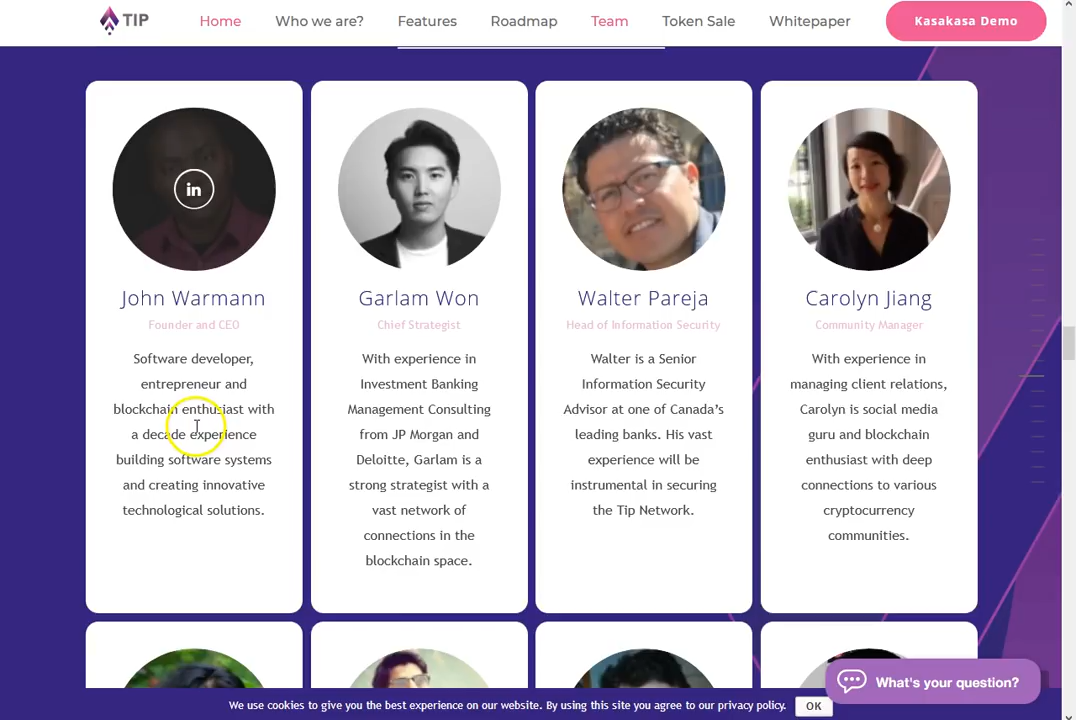 TIP
Home Who we are? Features Roadmap Team Token Sale Whitepaper Kasakasa Demo
in
John Warmann
Founder and CEO
Software developer,
entrepreneur and
blockchain enthusiast with
a decade experience
building software systems
and creating innovative
technological solutions.
Garlam Won
Chief Strategist
With experience in
Investment Banking
Management Consulting
from JP Morgan and
Deloitte, Garlam is a
strong strategist with a
vast network of
connections in the
blockchain space.
Walter Pareja
Head of Information Security
Walter is a Senior
Information Security
Advisor at one of Canada’s
leading banks. His vast
experience will be
instrumental in securing
the Tip Network.
Carolyn Jiang
Community Manager
With experience in
managing client relations,
Carolyn is social media
guru and blockchain
enthusiast with deep
connections to various
cryptocurrency
communities.
What's your question?
We use cookies to give you the best experience on our website. By using this site you agree to our privacy policy. OK